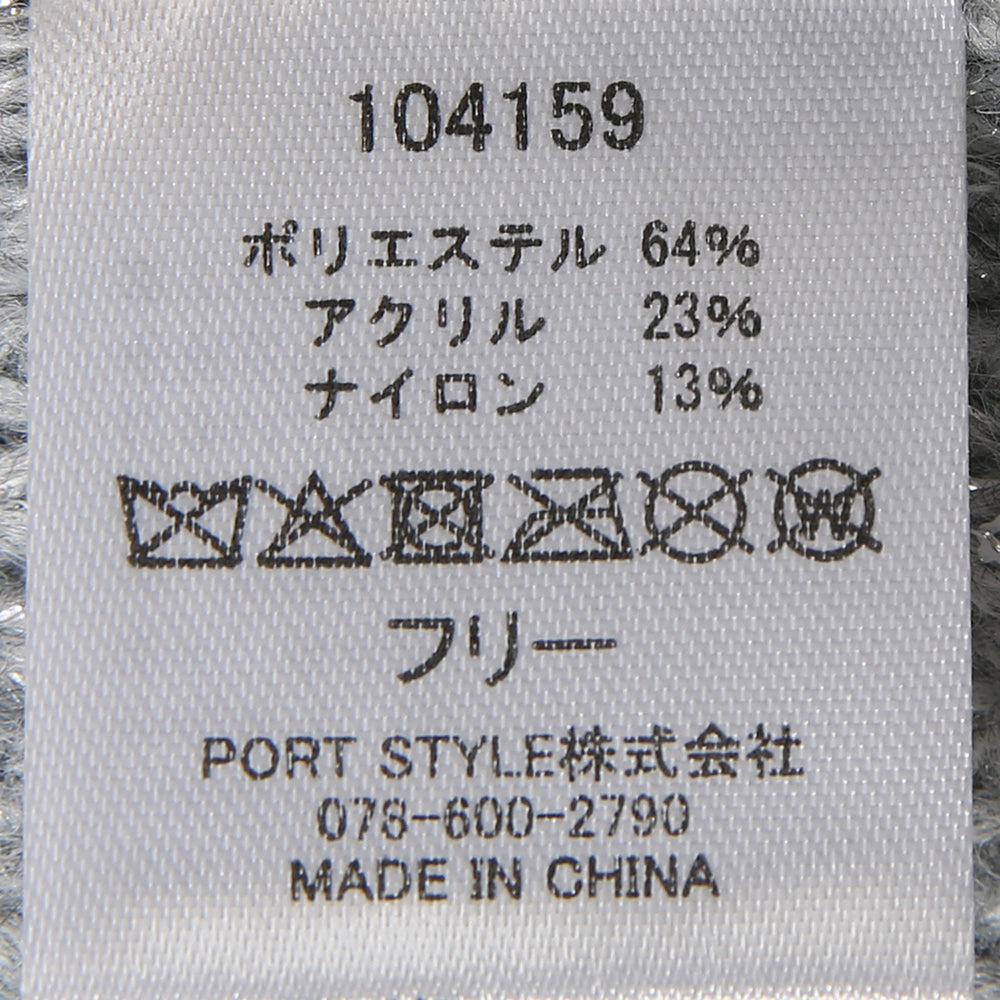 104159
ポリエステル 64%
アクリル 23%
ナイロン 13%
W
フリー
PORT STYLE株式会社
078-600-2790
MADE IN CHINA